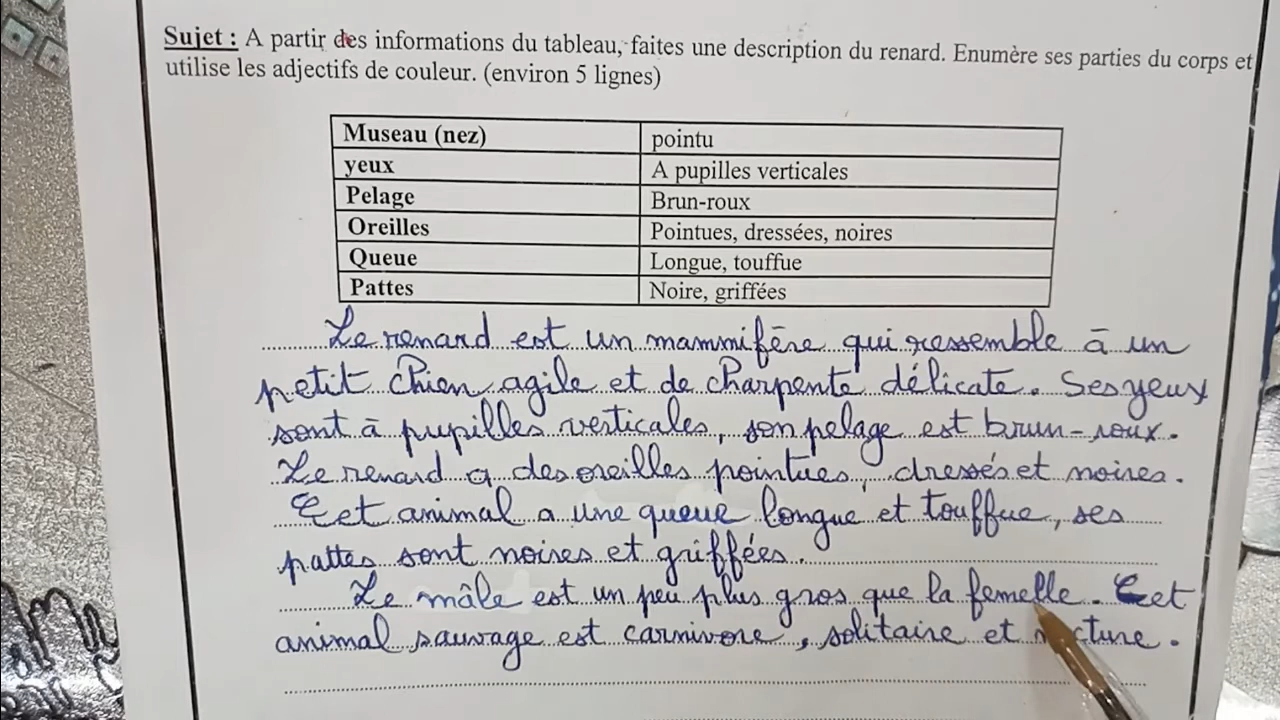 Sujet : A partir des informations du tableau, faites une description du renard. Enumère ses parties du corps et
utilise les adjectifs de couleur. (environ 5 lignes)
Museau (nez) pointu
yeux A pupilles verticales
Pelage Brun-roux
Oreilles Pointues, dressées, noires
Queue Longue, touffue
Pattes Noire, griffées
Le renard est un mammifère qui ressemble à un
petit chien agile et de charpente délicate. Ses yeux
sont à pupilles verticales, son pelage est brun-roux.
Le renard a des oreilles pointues, dressés et noires.
Cet animal a une queue longue et touffue, ses
pattes sont noires et griffées.
Le mâle est un peu plus gros que la femelle. Cet
animal sauvage est carnivore, solitaire et